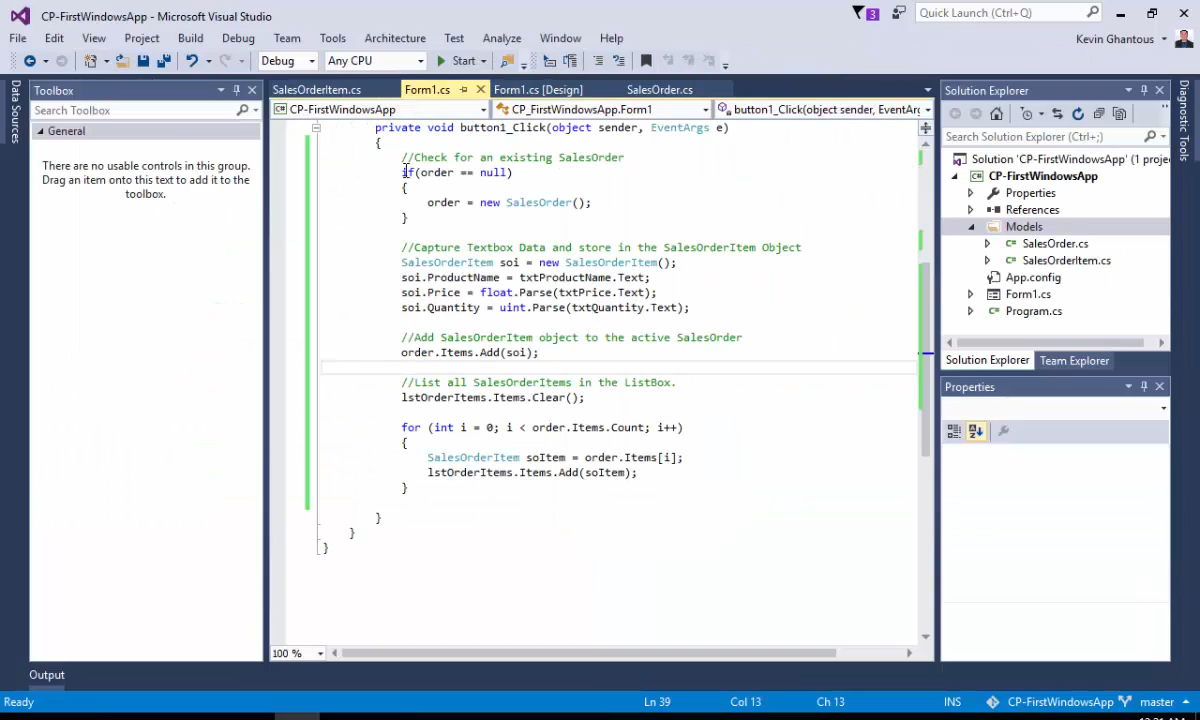 CP-FirstWindowsApp - Microsoft Visual Studio
3
Quick Launch (Ctrl+Q)
File Edit View Project Build Debug Team Tools Architecture Test Analyze Window Help
Kevin Ghantous
Debug Any CPU Start
Data Sources
Toolbox
Search Toolbox
General
There are no usable controls in this group.
Drag an item onto this text to add it to the
toolbox.
SalesOrderItem.cs Form1.cs Form1.cs [Design] SalesOrder.cs
CP-FirstWindowsApp CP_FirstWindowsApp.Form1 button1_Click(object sender, EventArg
private void button1_Click(object sender, EventArgs e)
{
//Check for an existing SalesOrder
if(order == null)
{
order = new SalesOrder();
}
//Capture Textbox Data and store in the SalesOrderItem Object
SalesOrderItem soi = new SalesOrderItem();
soi.ProductName = txtProductName.Text;
soi.Price = float.Parse(txtPrice.Text);
soi.Quantity = uint.Parse(txtQuantity.Text);
//Add SalesOrderItem object to the active SalesOrder
order.Items.Add(soi);
//List all SalesOrderItems in the ListBox.
lstOrderItems.Items.Clear();
for (int i = 0; i < order.Items.Count; i++)
{
SalesOrderItem soItem = order.Items[i];
lstOrderItems.Items.Add(soItem);
}
}
}
}
100 %
Solution Explorer
Search Solution Explorer (Ctrl+;)
Solution 'CP-FirstWindowsApp' (1 projec
CP-FirstWindowsApp
Properties
References
Models
SalesOrder.cs
SalesOrderItem.cs
App.config
Form1.cs
Program.cs
Solution Explorer Team Explorer
Properties
Diagnostic Tools
Output
Ready Ln 39 Col 13 Ch 13 INS CP-FirstWindowsApp master